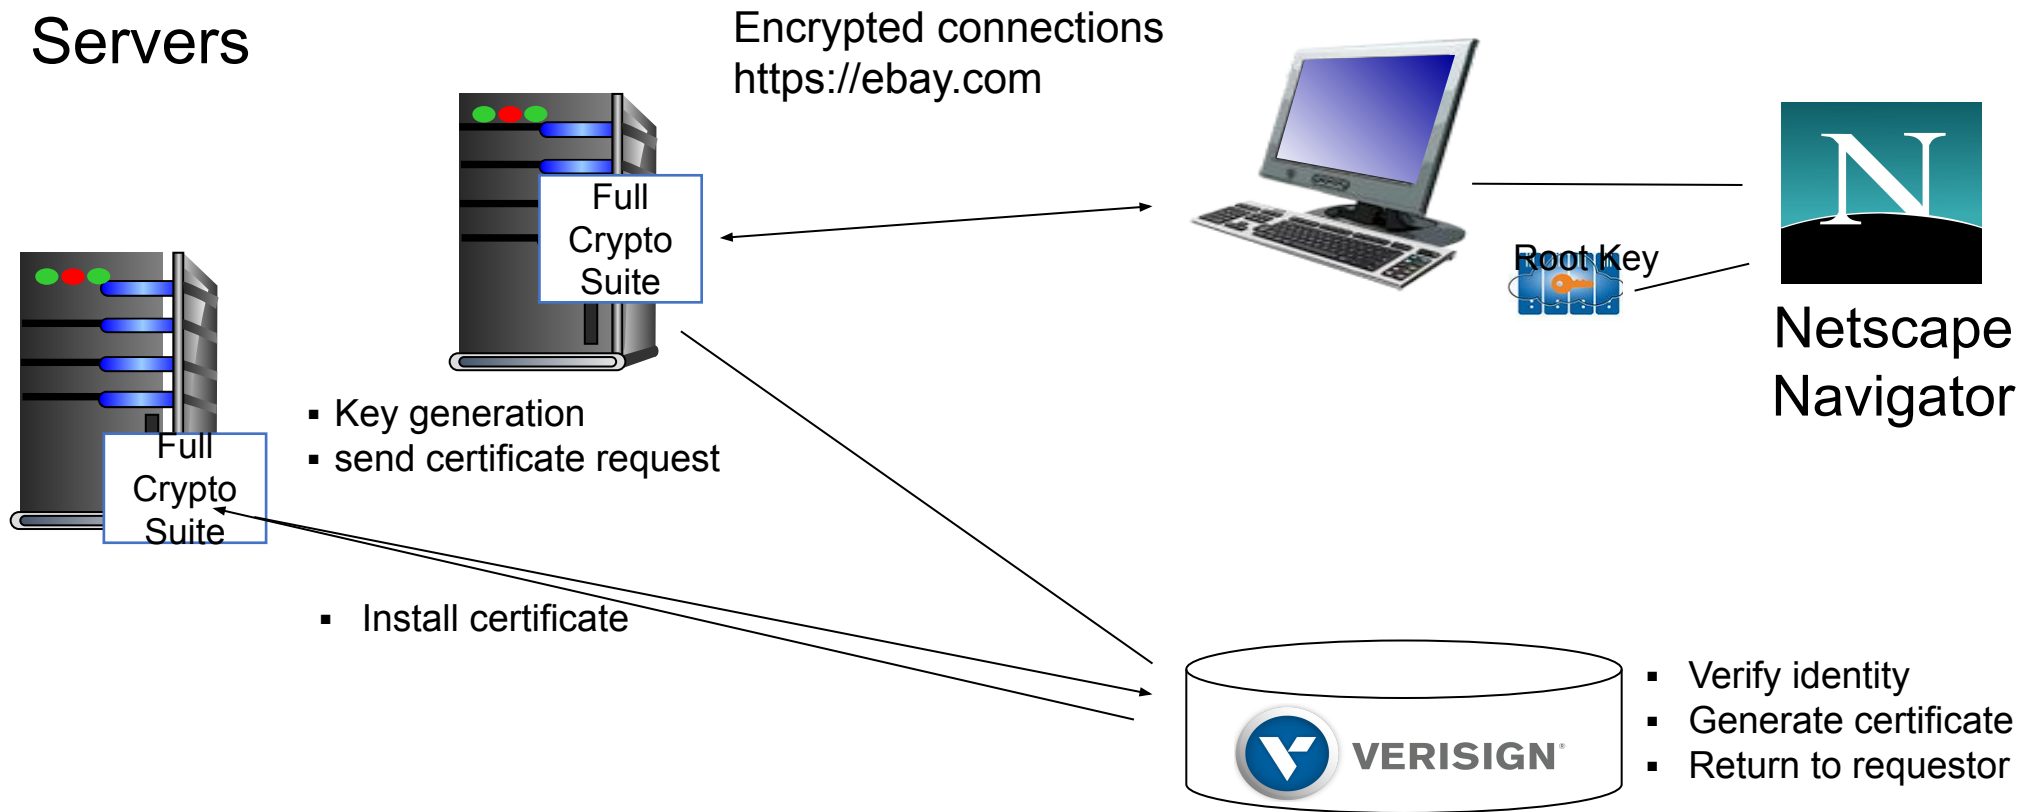 Servers
Encrypted connections
https://ebay.com
Full
Crypto
Suite
Root Key
N
Netscape
Navigator
Full
Crypto
Suite
▪ Key generation
▪ send certificate request
▪ Install certificate
VERISIGN®
▪ Verify identity
▪ Generate certificate
▪ Return to requestor